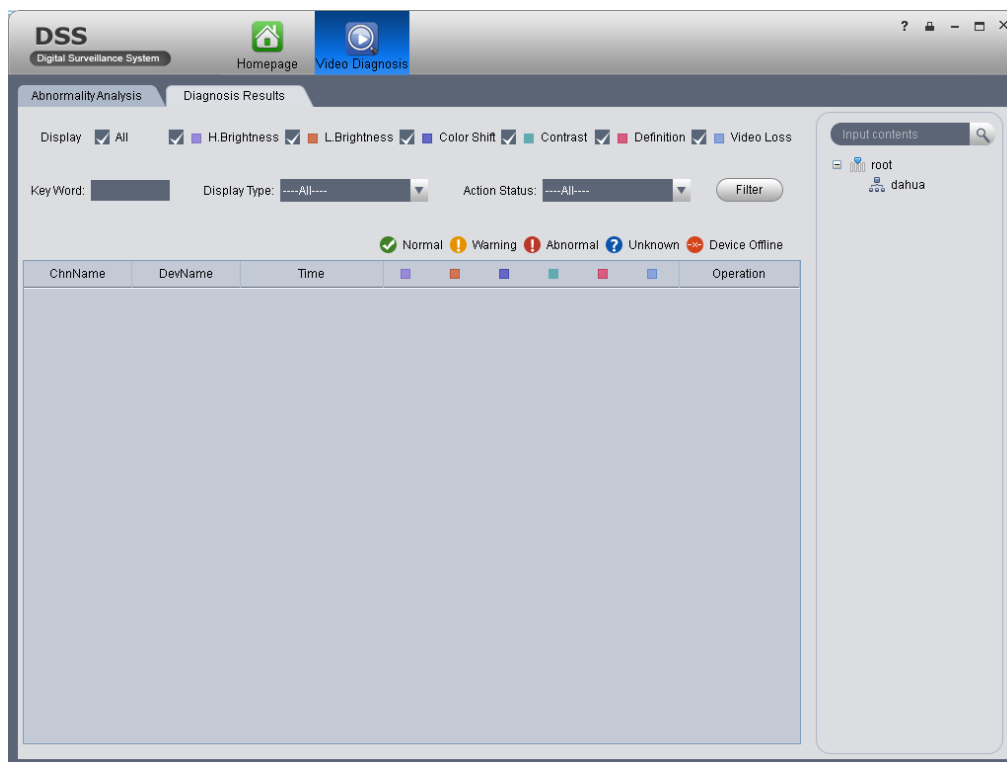 DSS
Digital Surveillance System
Homepage
Video Diagnosis
? 
AbnormalityAnalysis
Diagnosis Results
Display All H.Brightness L.Brightness Color Shift Contrast Definition Video Loss
Key Word: Display Type: ----All---- Action Status: ----All---- Filter
Normal Warning Abnormal Unknown Device Offline
ChnName DevName Time Operation
Input contents
root
dahua